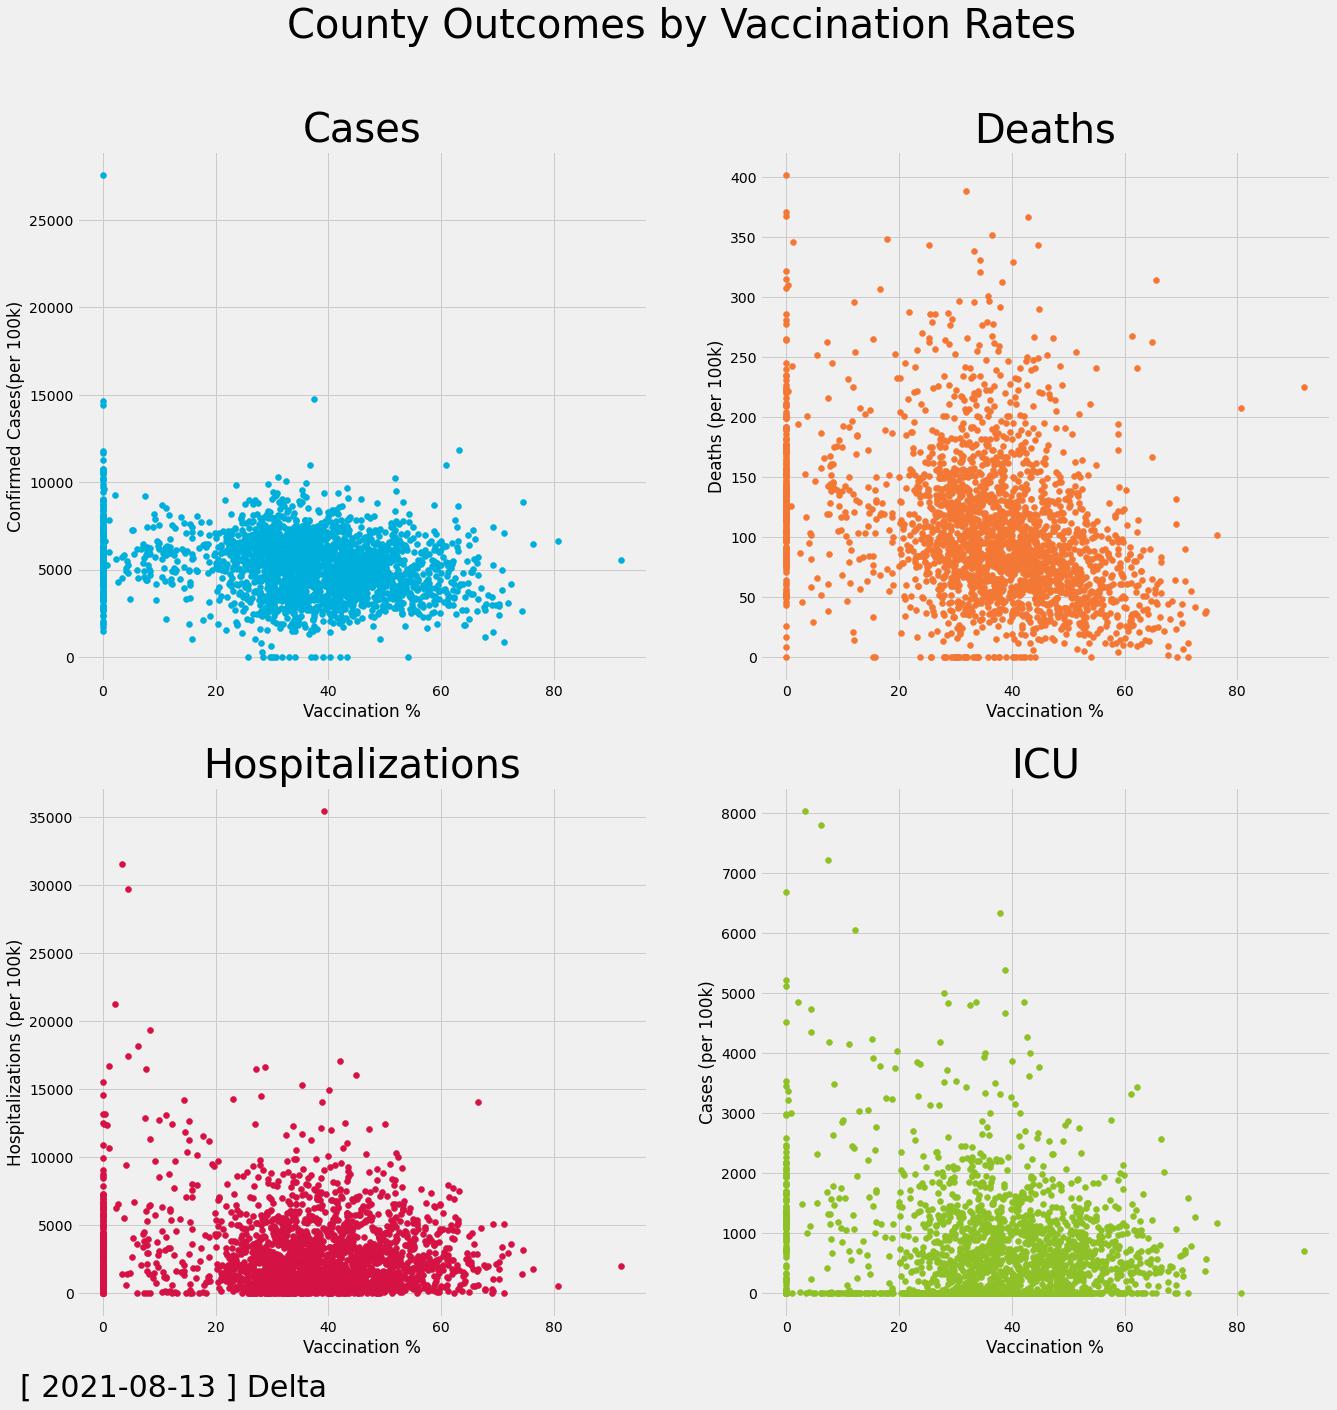 County Outcomes by Vaccination Rates
Cases
Confirmed Cases(per 100k)
25000
20000
15000
10000
5000
0
0 20 40 60 80
Vaccination %
Deaths
Deaths (per 100k)
400
350
300
250
200
150
100
50
0
0 20 40 60 80
Vaccination %
Hospitalizations
Hospitalizations (per 100k)
35000
30000
25000
20000
15000
10000
5000
0
0 20 40 60 80
Vaccination %
ICU
Cases (per 100k)
8000
7000
6000
5000
4000
3000
2000
1000
0
0 20 40 60 80
Vaccination %
[ 2021-08-13 ] Delta